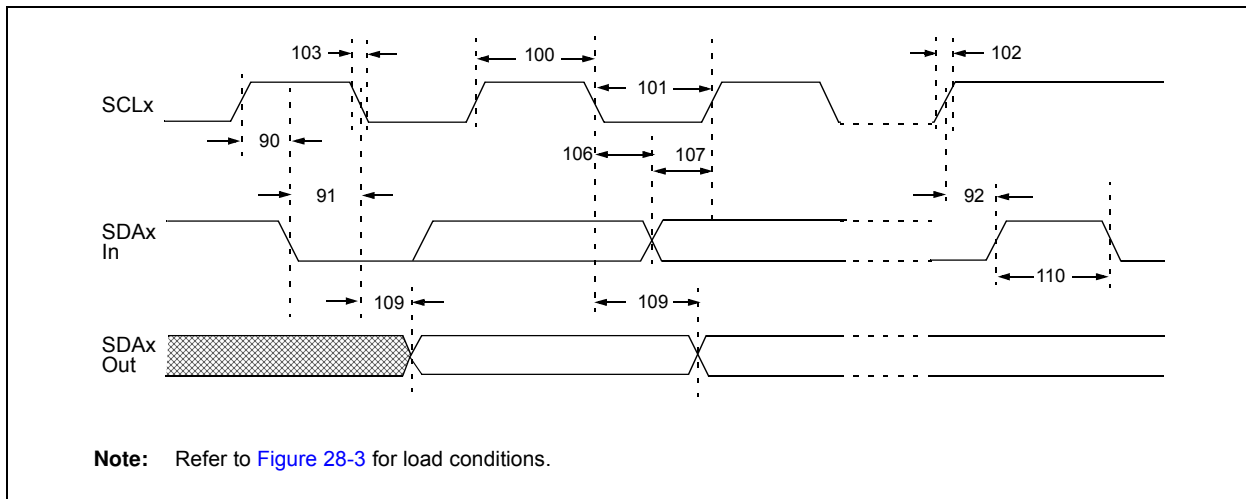 103
100
102
SCLx
101
90
106
107
91
92
SDAx
In
110
109
109
SDAx
Out
Note: Refer to Figure 28-3 for load conditions.